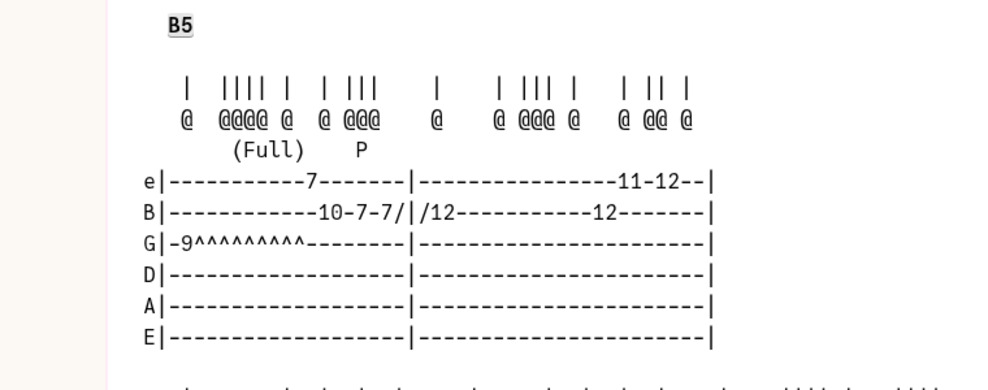 B5
   |  |||| |  | |||    |    | ||| |   | || |
   @  @@@@ @  @ @@@    @    @ @@@ @   @ @@ @
       (Full)    P
e|-----------7-------|----------------11-12--|
B|------------10-7-7/|/12-----------12-------|
G|-9^^^^^^^^^--------|-----------------------|
D|-------------------|-----------------------|
A|-------------------|-----------------------|
E|-------------------|-----------------------|